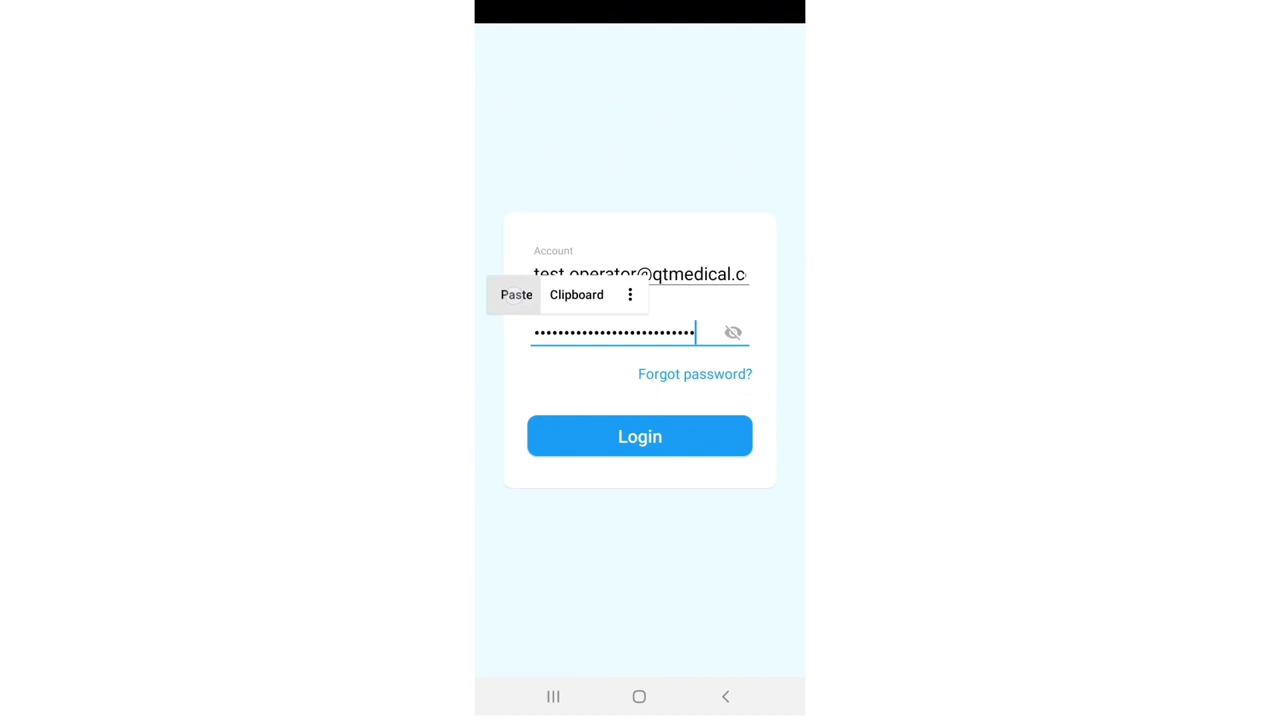 Account
test.operator@qtmedical.c
Paste Clipboard
Forgot password?
Login